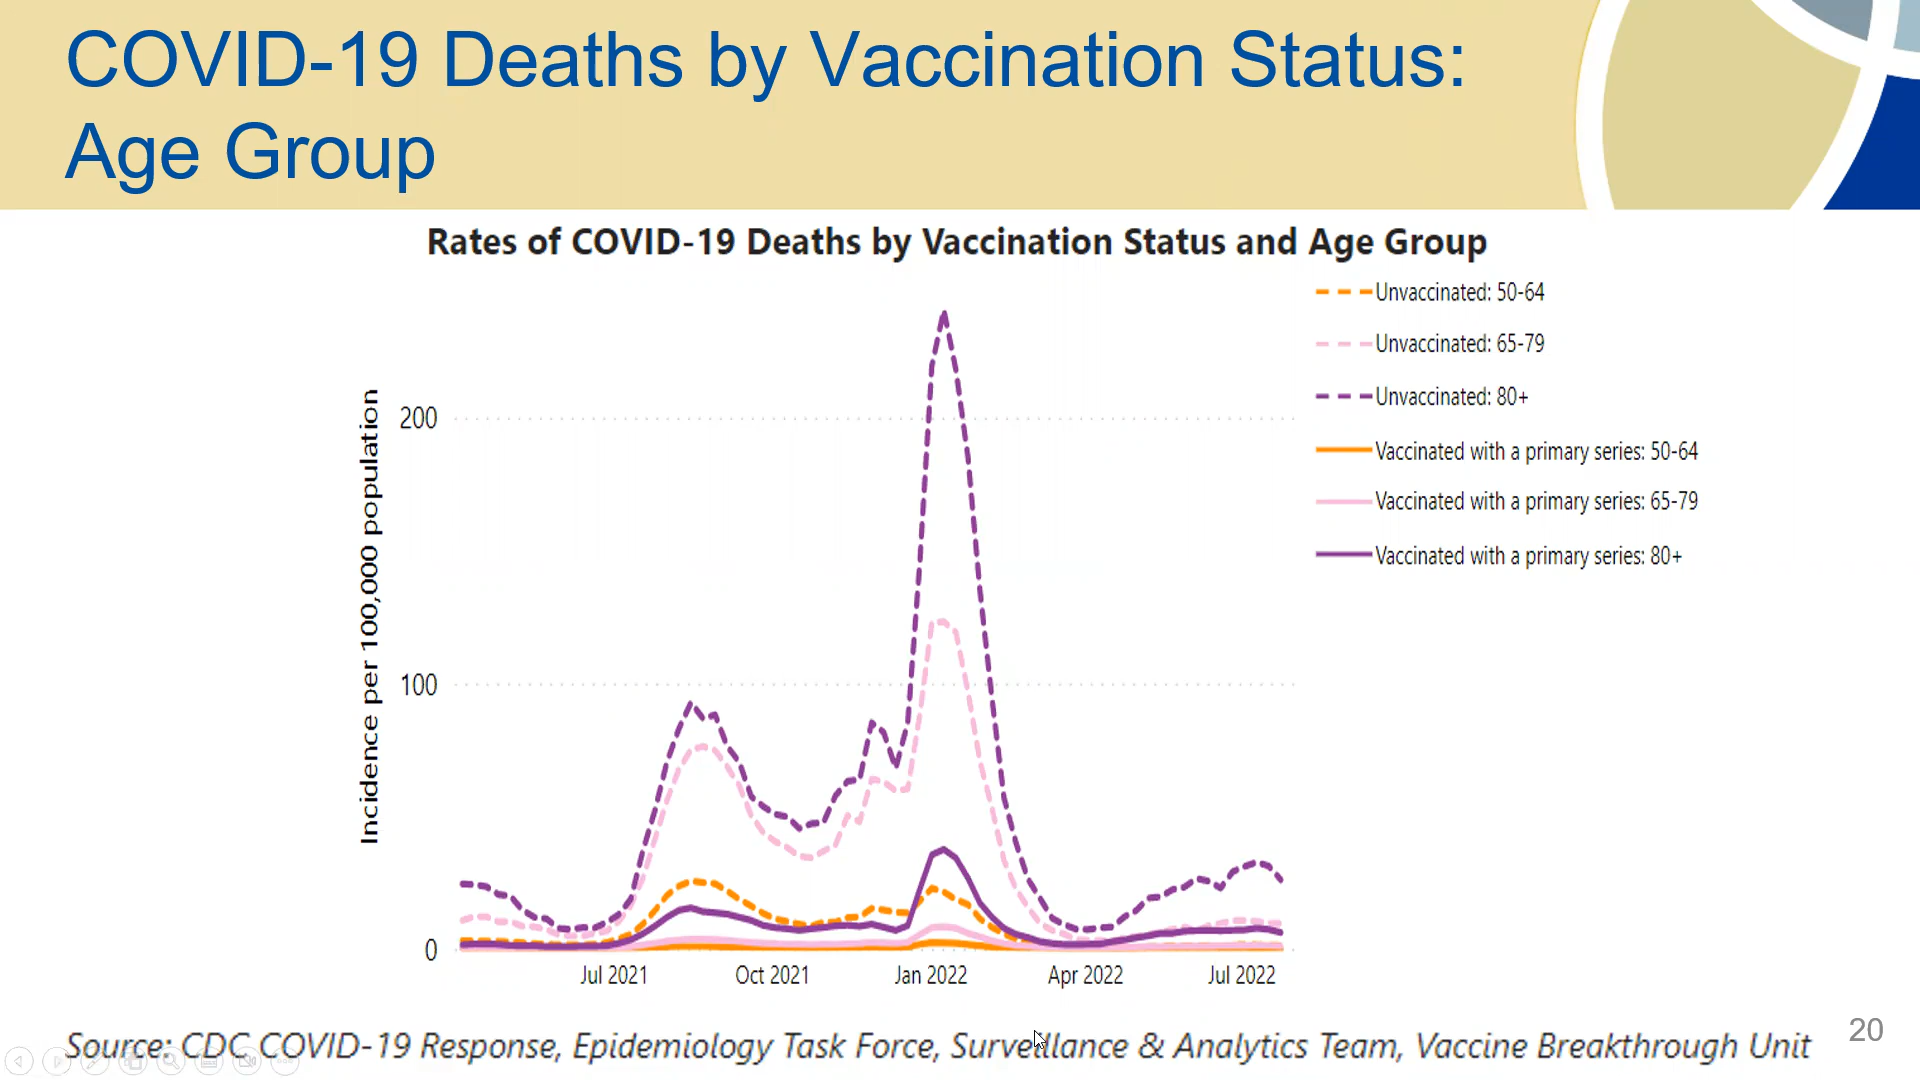 COVID-19 Deaths by Vaccination Status:
Age Group
Rates of COVID-19 Deaths by Vaccination Status and Age Group
Unvaccinated: 50-64
Unvaccinated: 65-79
Unvaccinated: 80+
Vaccinated with a primary series: 50-64
Vaccinated with a primary series: 65-79
Vaccinated with a primary series: 80+
Incidence per 100,000 population
200
100
0
Jul 2021
Oct 2021
Jan 2022
Apr 2022
Jul 2022
Source: CDC COVID-19 Response, Epidemiology Task Force, Surveillance & Analytics Team, Vaccine Breakthrough Unit
20